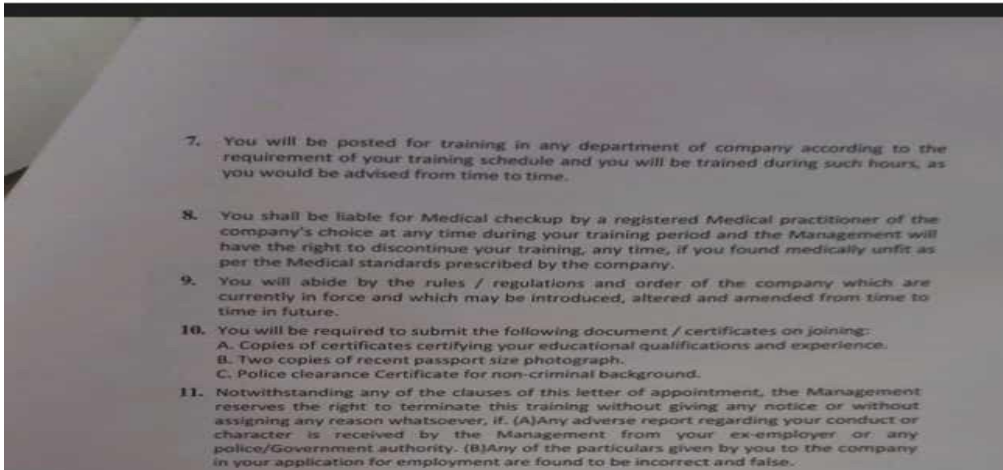 7. You will be posted for training in any department of company according to the
requirement of your training schedule and you will be trained during such hours, as
you would be advised from time to time.
8. You shall be liable for Medical checkup by a registered Medical practitioner of the
company's choice at any time during your training period and the Management will
have the right to discontinue your training, any time, if you found medically unfit as
per the Medical standards prescribed by the company.
9. You will abide by the rules / regulations and order of the company which are
currently in force and which may be introduced, altered and amended from time to
time in future.
10. You will be required to submit the following document / certificates on joining:
A. Copies of certificates certifying your educational qualifications and experience.
B. Two copies of recent passport size photograph.
C. Police clearance Certificate for non-criminal background.
11. Notwithstanding any of the clauses of this letter of appointment, the Management
reserves the right to terminate this training without giving any notice or without
assigning any reason whatsoever, if. (A)Any adverse report regarding your conduct or
character is received by the Management from your ex-employer or any
police/Government authority. (B)Any of the particulars given by you to the company
in your application for employment are found to be incorrect and false.